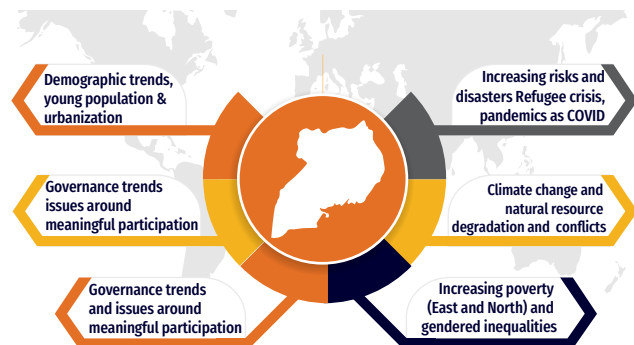 Demographic trends,
young population &
urbanization
Governance trends
issues around
meaningful participation
Governance trends
and issues around
meaningful participation
Increasing risks and
disasters Refugee crisis,
pandemics as COVID
Climate change and
natural resource
degradation and conflicts
Increasing poverty
(East and North) and
gendered inequalities